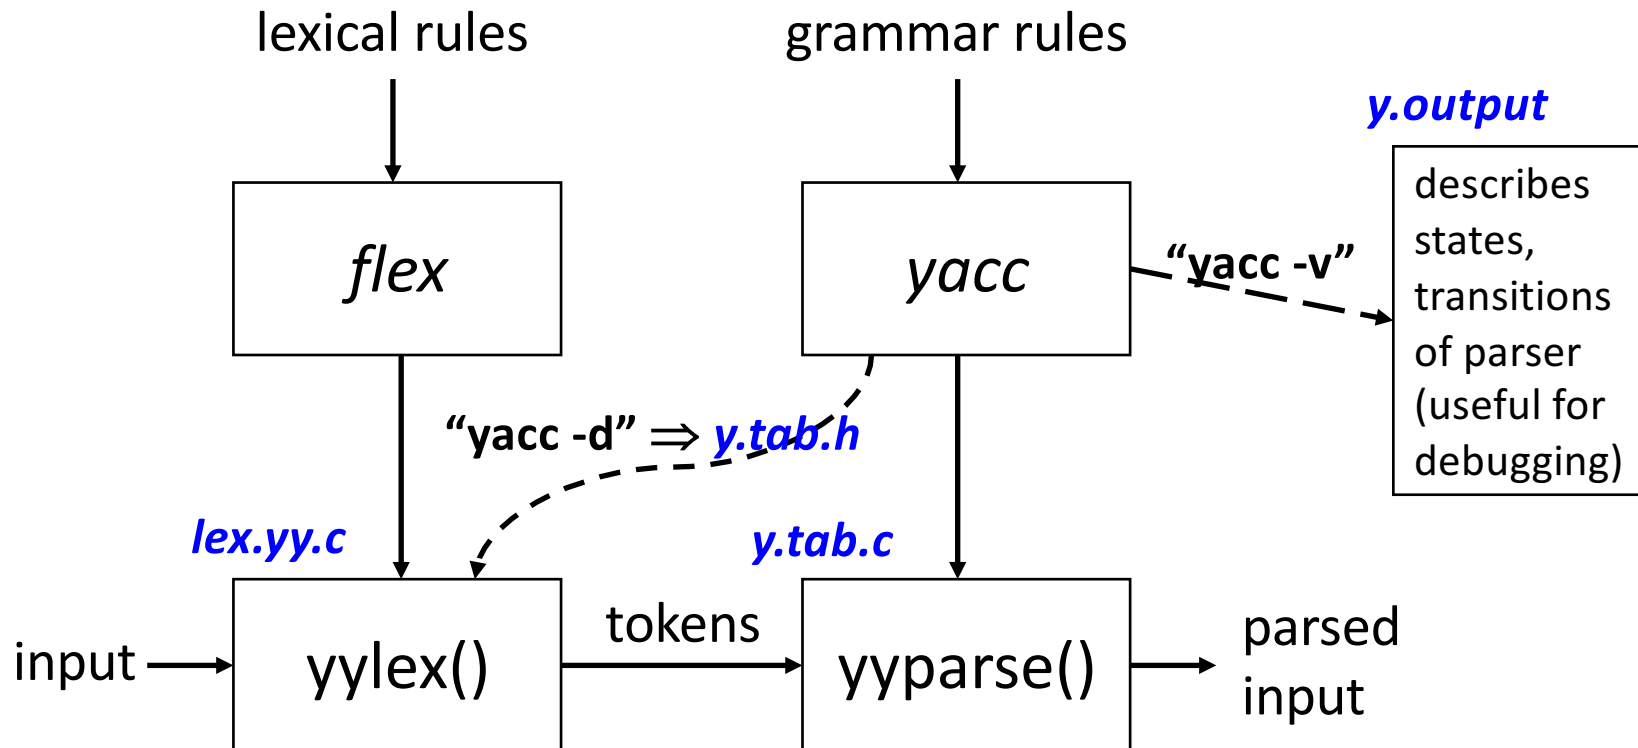 lexical rules
grammar rules
y.output
describes
states,
transitions
of parser
(useful for
debugging)
flex
yacc
“yacc -v”
“yacc -d” ⇒ y.tab.h
lex.yy.c
y.tab.c
input
yylex()
tokens
yyparse()
parsed
input